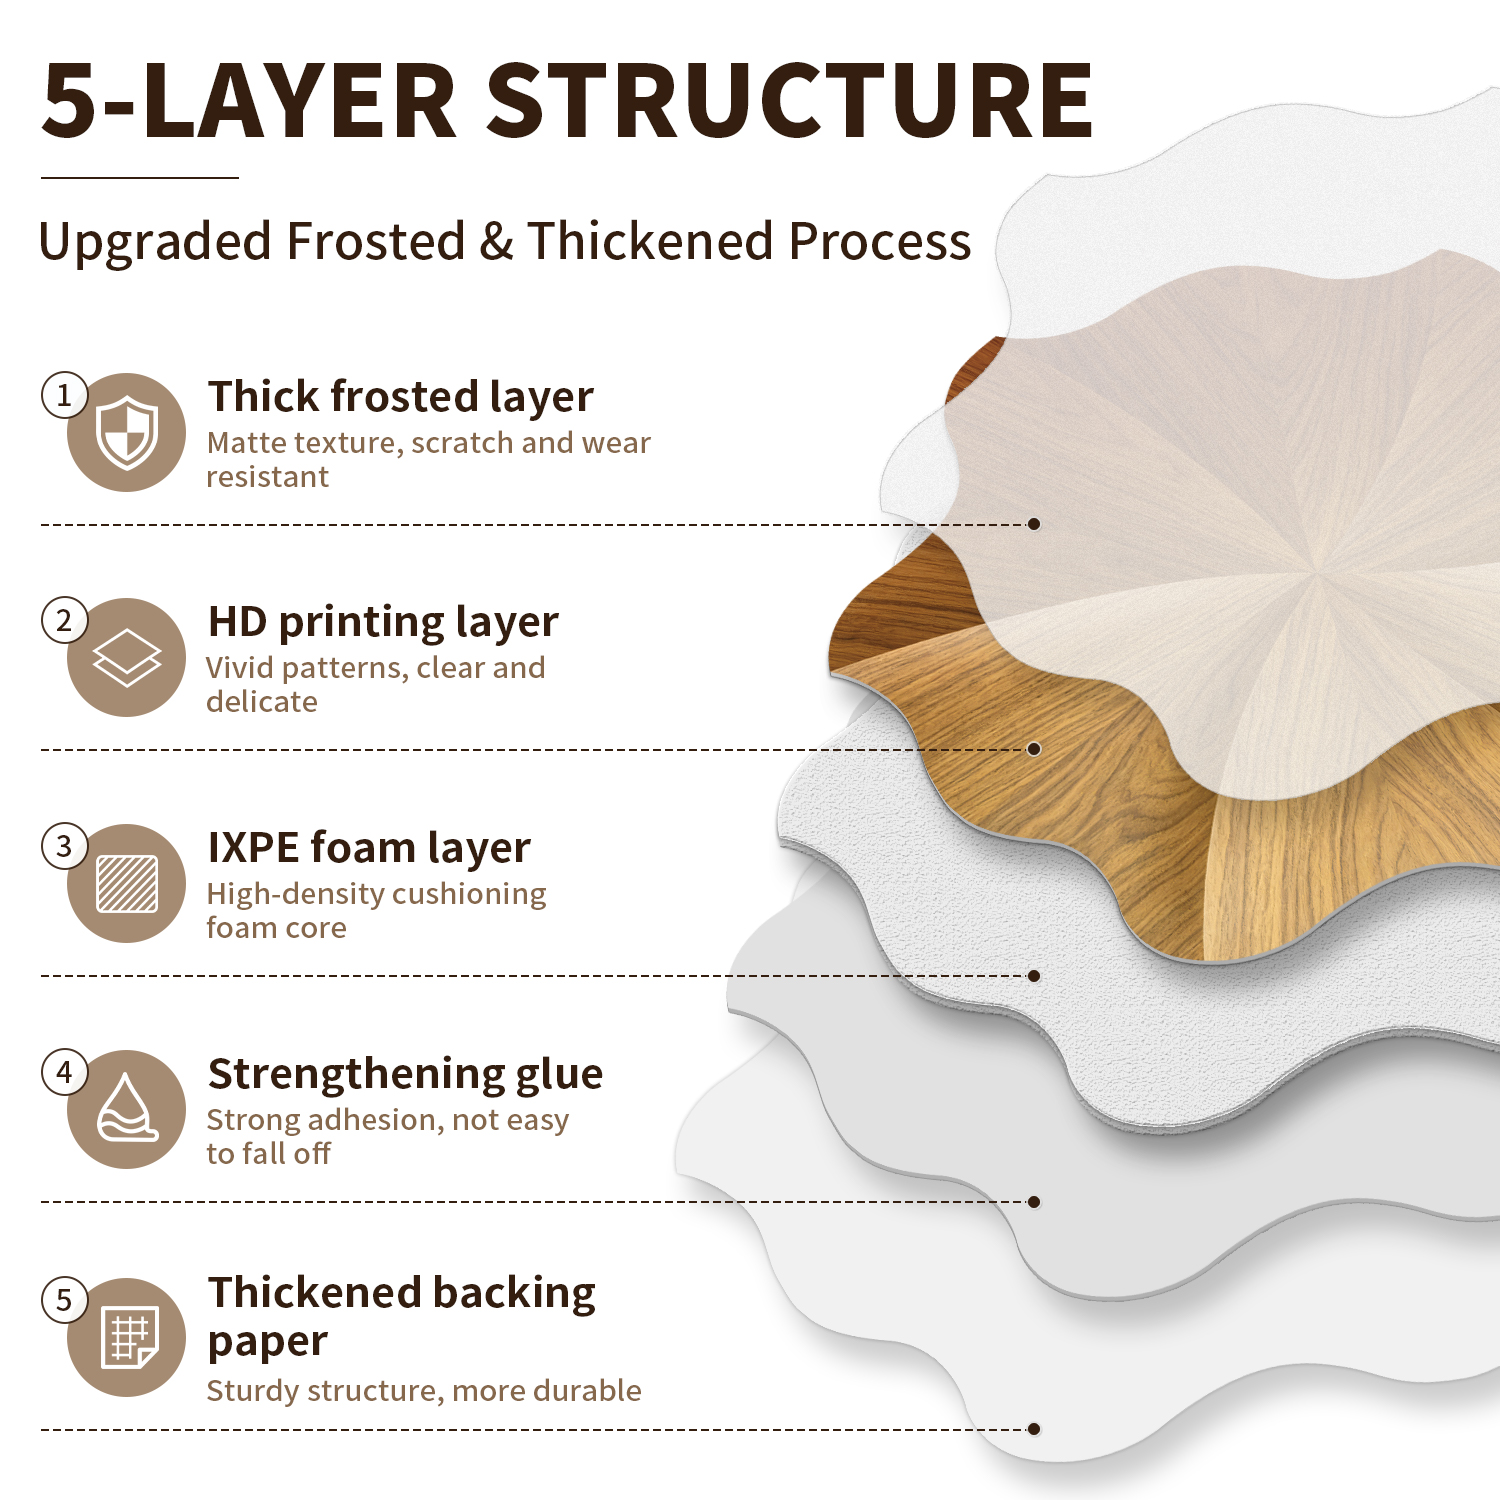 5-LAYER STRUCTURE
Upgraded Frosted & Thickened Process
1
Thick frosted layer
Matte texture, scratch and wear
resistant
2
HD printing layer
Vivid patterns, clear and
delicate
3
IXPE foam layer
High-density cushioning
foam core
4
Strengthening glue
Strong adhesion, not easy
to fall off
5
Thickened backing
paper
Sturdy structure, more durable